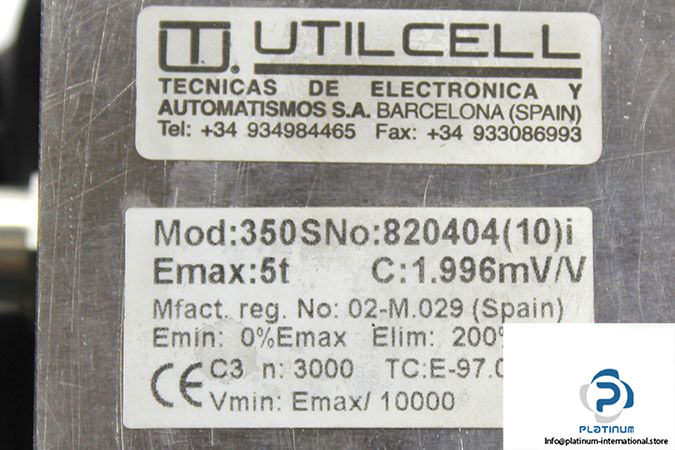 UTILCELL
TECNICAS DE ELECTRONICA Y
AUTOMATISMOS S.A. BARCELONA (SPAIN)
Tel: +34 934984465 Fax: +34 933086993
Mod:350SNo:820404(10)i
Emax:5t C:1.996mV/V
Mfact. reg. No: 02-M.029 (Spain)
Emin: 0%Emax Elim: 200%
CE C3 n: 3000 TC:E-97.0
Vmin: Emax/ 10000
PLATINUM
Info@platinum-international.store